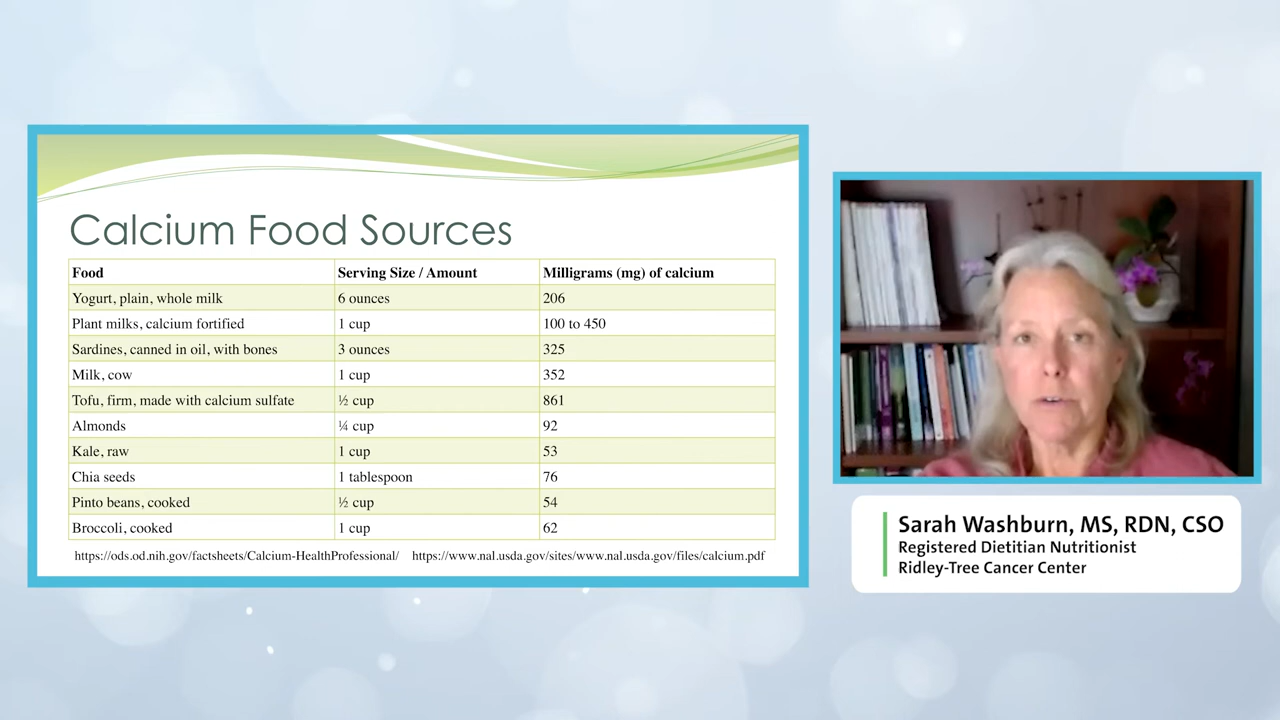 Calcium Food Sources
Food Serving Size / Amount Milligrams (mg) of calcium
Yogurt, plain, whole milk 6 ounces 206
Plant milks, calcium fortified 1 cup 100 to 450
Sardines, canned in oil, with bones 3 ounces 325
Milk, cow 1 cup 352
Tofu, firm, made with calcium sulfate ½ cup 861
Almonds ¼ cup 92
Kale, raw 1 cup 53
Chia seeds 1 tablespoon 76
Pinto beans, cooked ½ cup 54
Broccoli, cooked 1 cup 62
https://ods.od.nih.gov/factsheets/Calcium-HealthProfessional/ https://www.nal.usda.gov/sites/www.nal.usda.gov/files/calcium.pdf
Sarah Washburn, MS, RDN, CSO
Registered Dietitian Nutritionist
Ridley-Tree Cancer Center